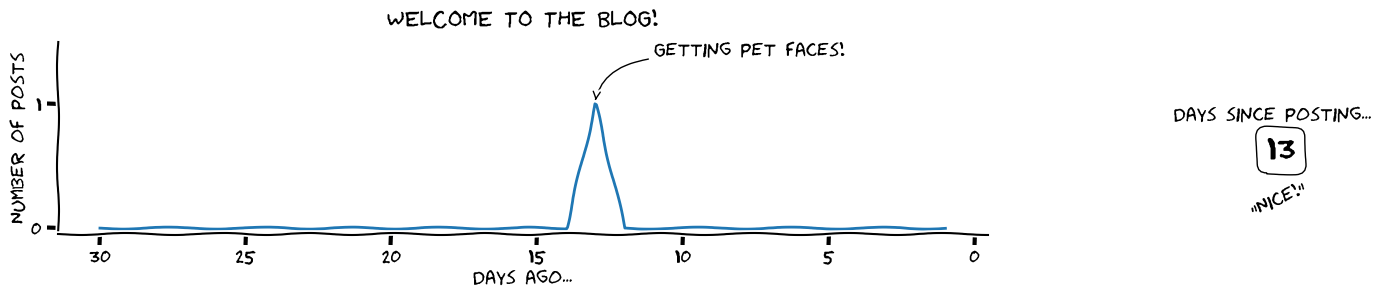 WELCOME TO THE BLOG!
GETTING PET FACES!
NUMBER OF POSTS
1
0
30 25 20 15 10 5 0
DAYS AGO...
DAYS SINCE POSTING...
13
"NICE!"